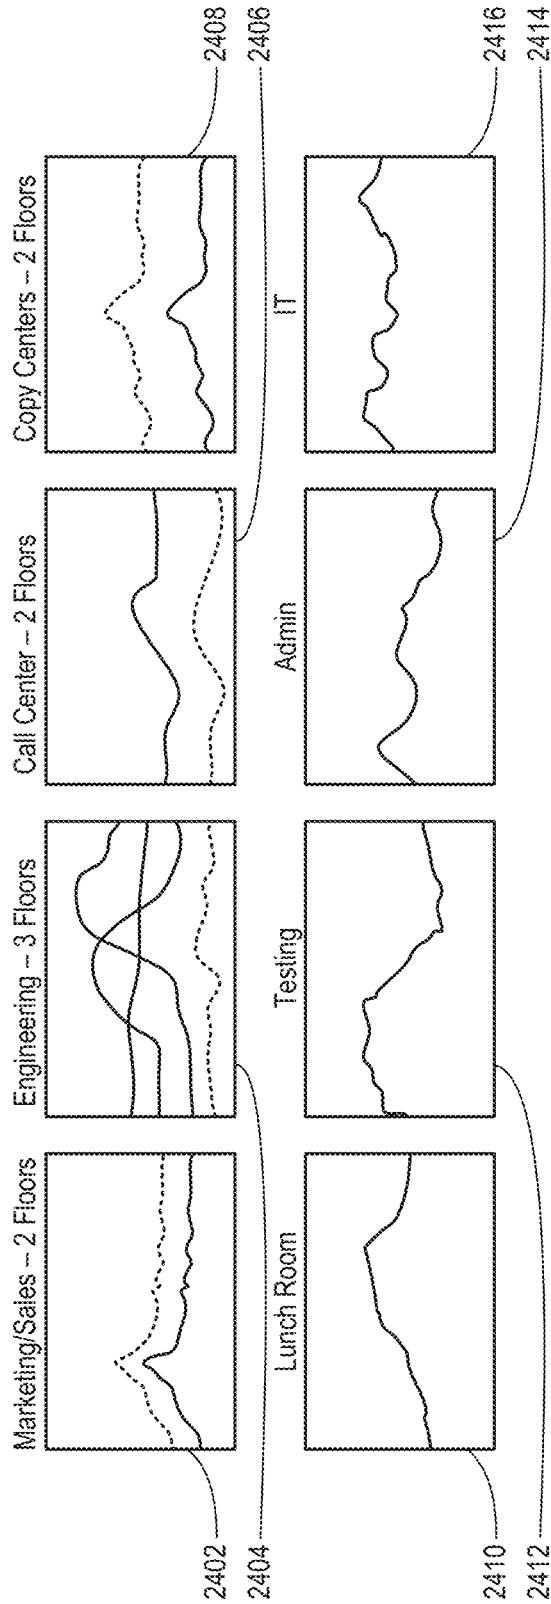 Marketing/Sales – 2 Floors
Engineering – 3 Floors
Call Center – 2 Floors
Copy Centers – 2 Floors
2402
2404
2408
2406
Lunch Room
Testing
Admin
IT
2410
2412
2416
2414